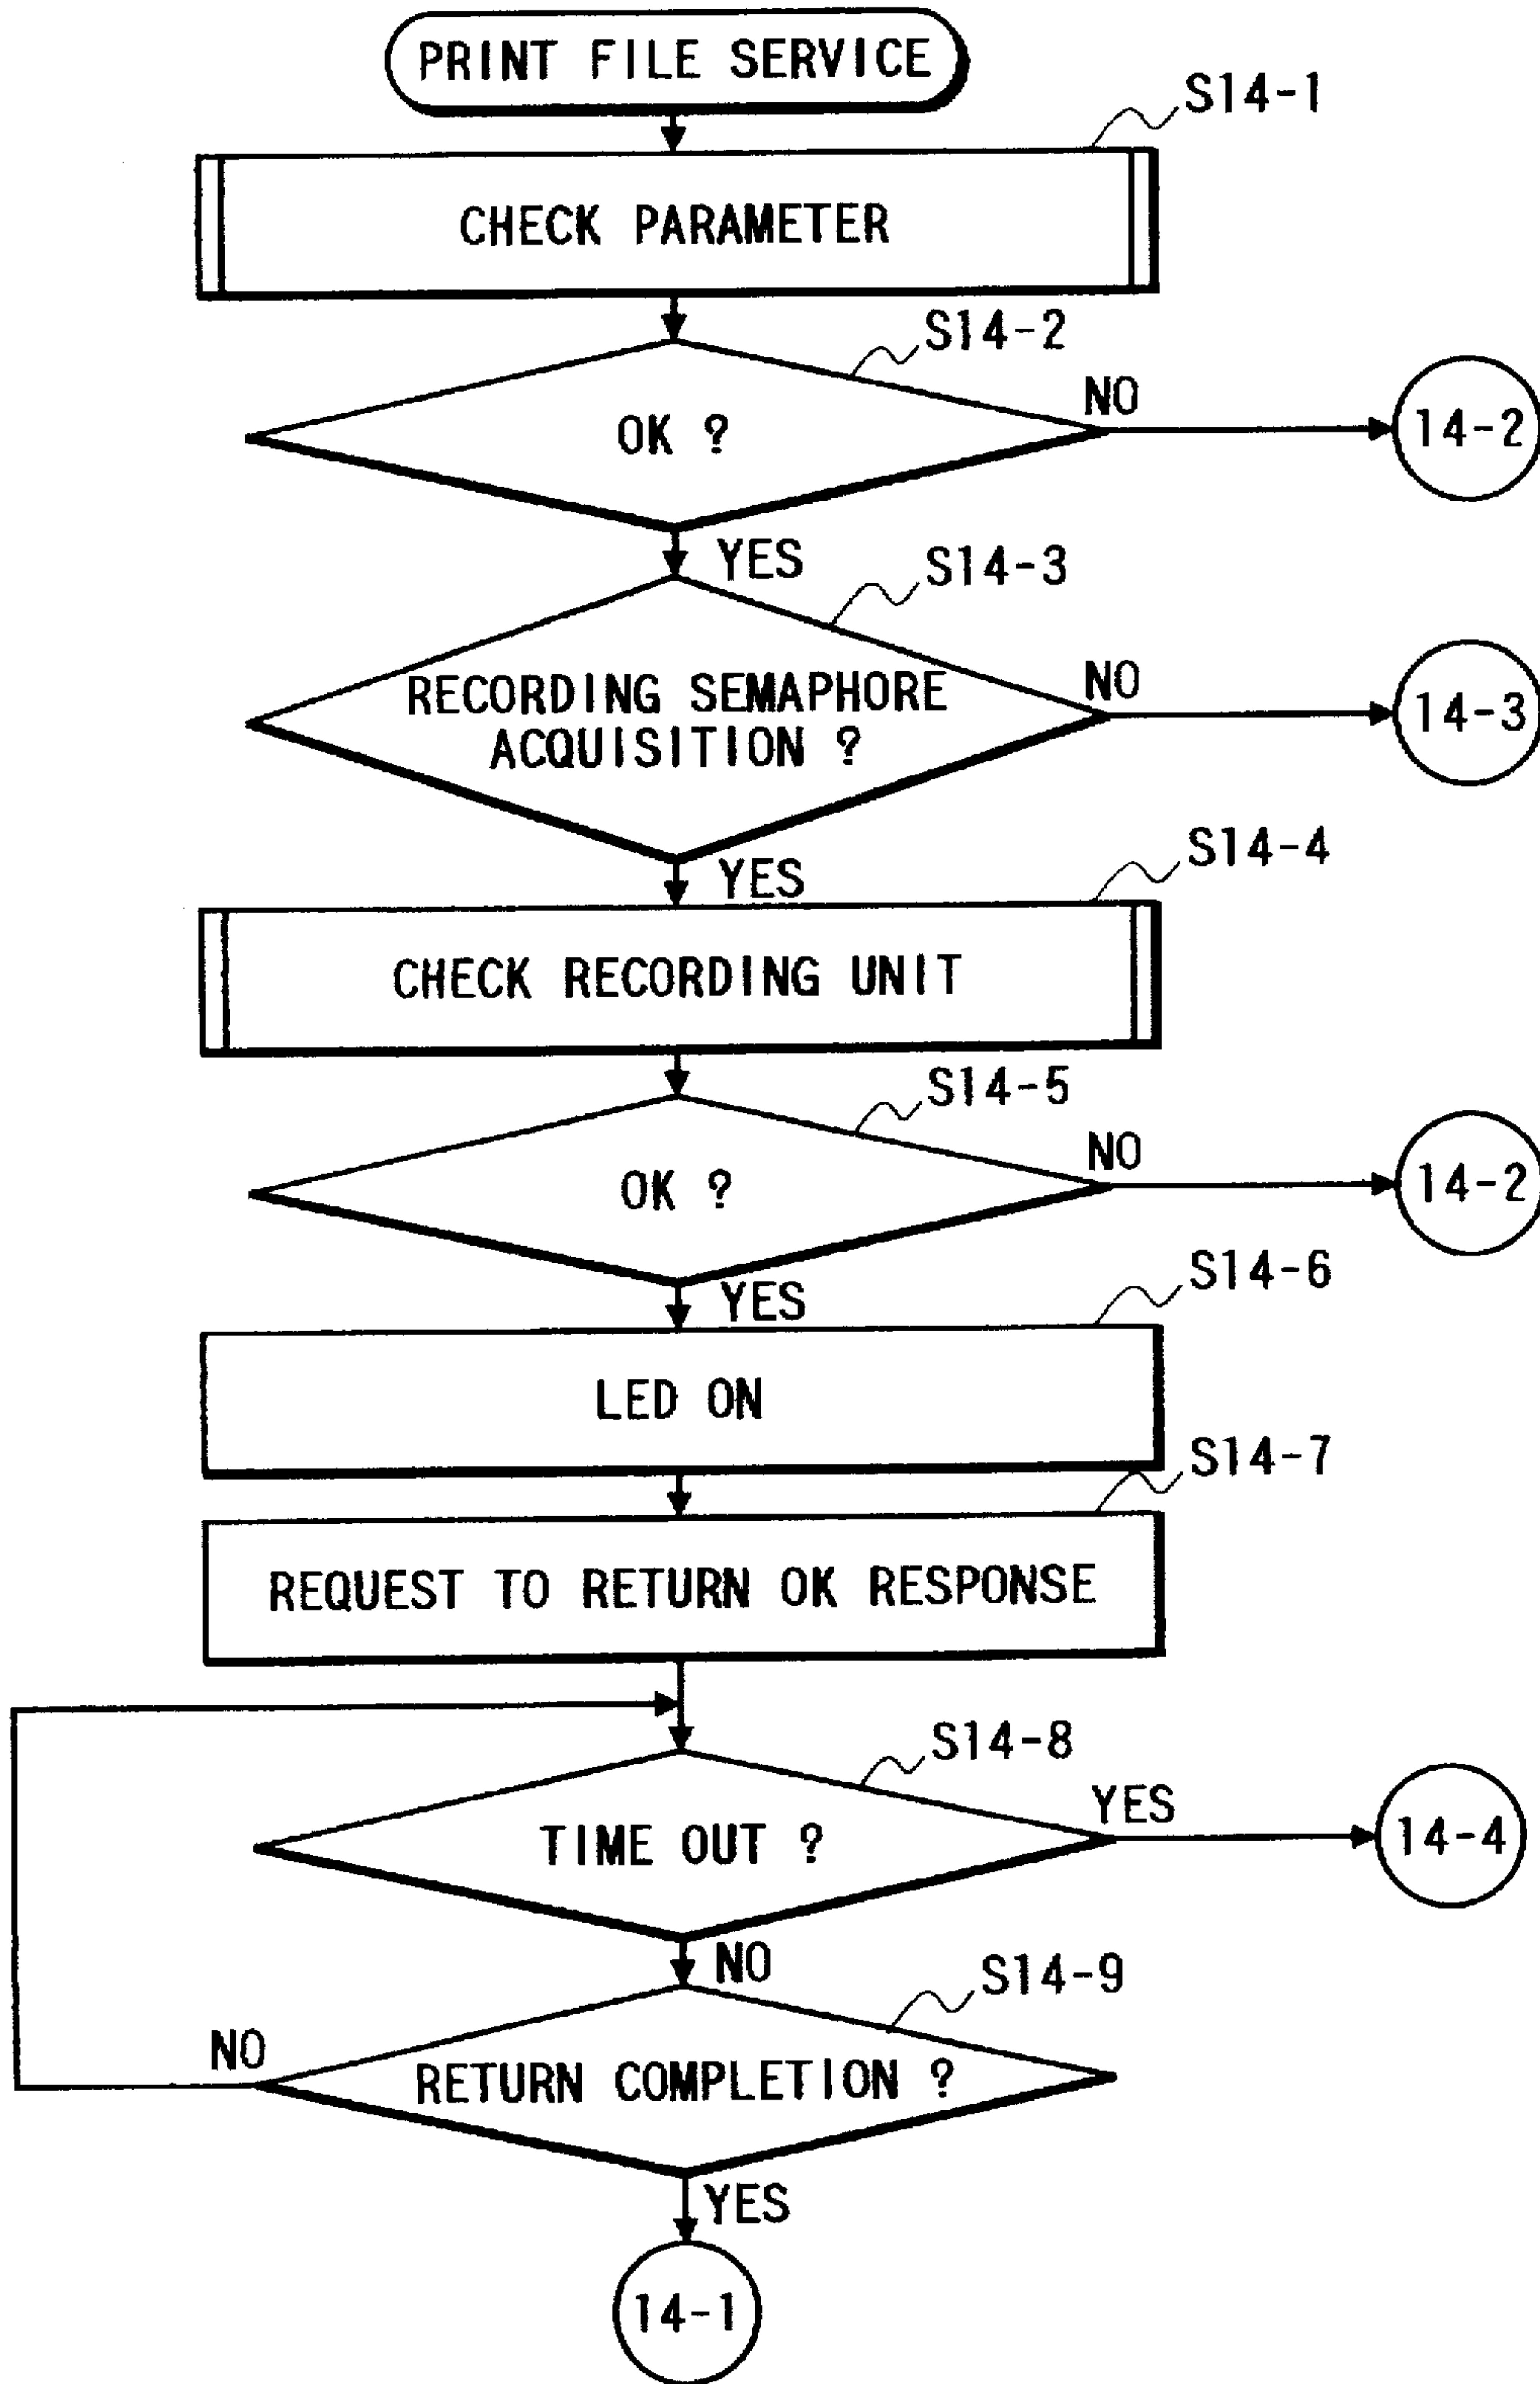 PRINT FILE SERVICE
S14-1
CHECK PARAMETER
S14-2
OK ?
NO
14-2
YES
S14-3
RECORDING SEMAPHORE
ACQUISITION ?
NO
14-3
YES
S14-4
CHECK RECORDING UNIT
S14-5
OK ?
NO
14-2
YES
S14-6
LED ON
S14-7
REQUEST TO RETURN OK RESPONSE
S14-8
TIME OUT ?
YES
14-4
NO
S14-9
RETURN COMPLETION ?
NO
YES
14-1